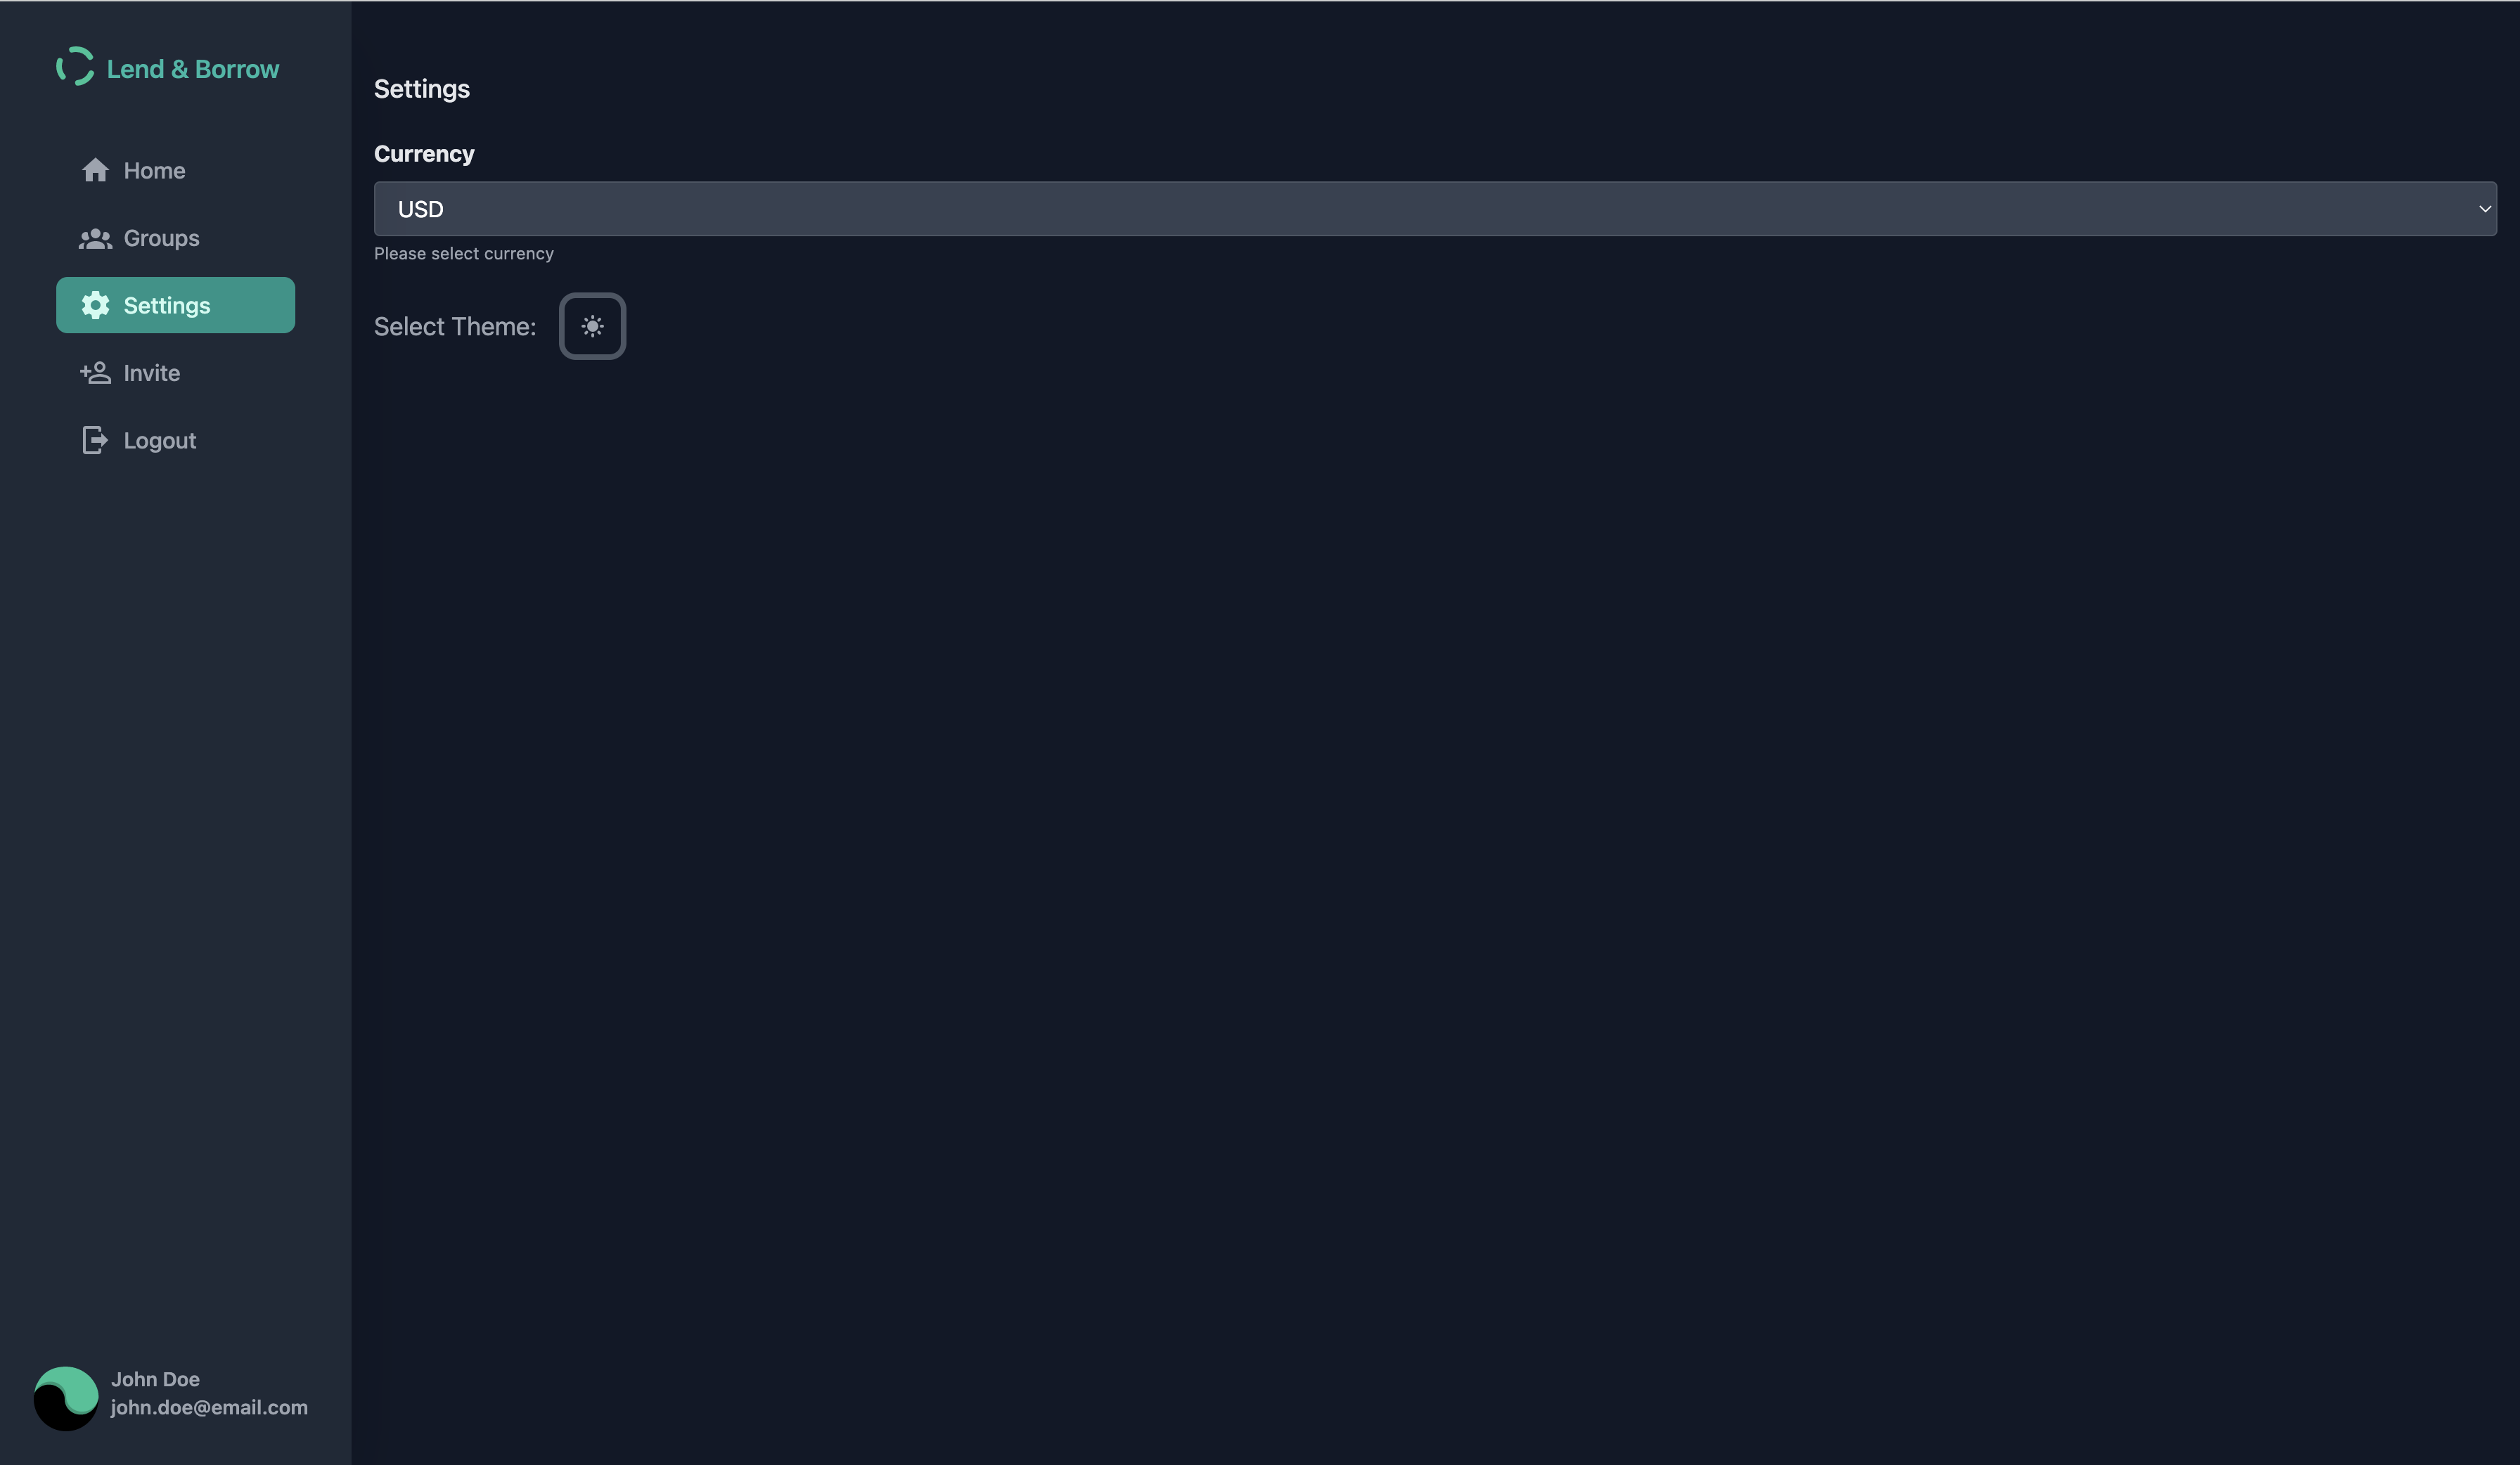 Lend & Borrow
Home
Groups
Settings
Invite
Logout
John Doe
john.doe@email.com
Settings
Currency
USD
Please select currency
Select Theme: